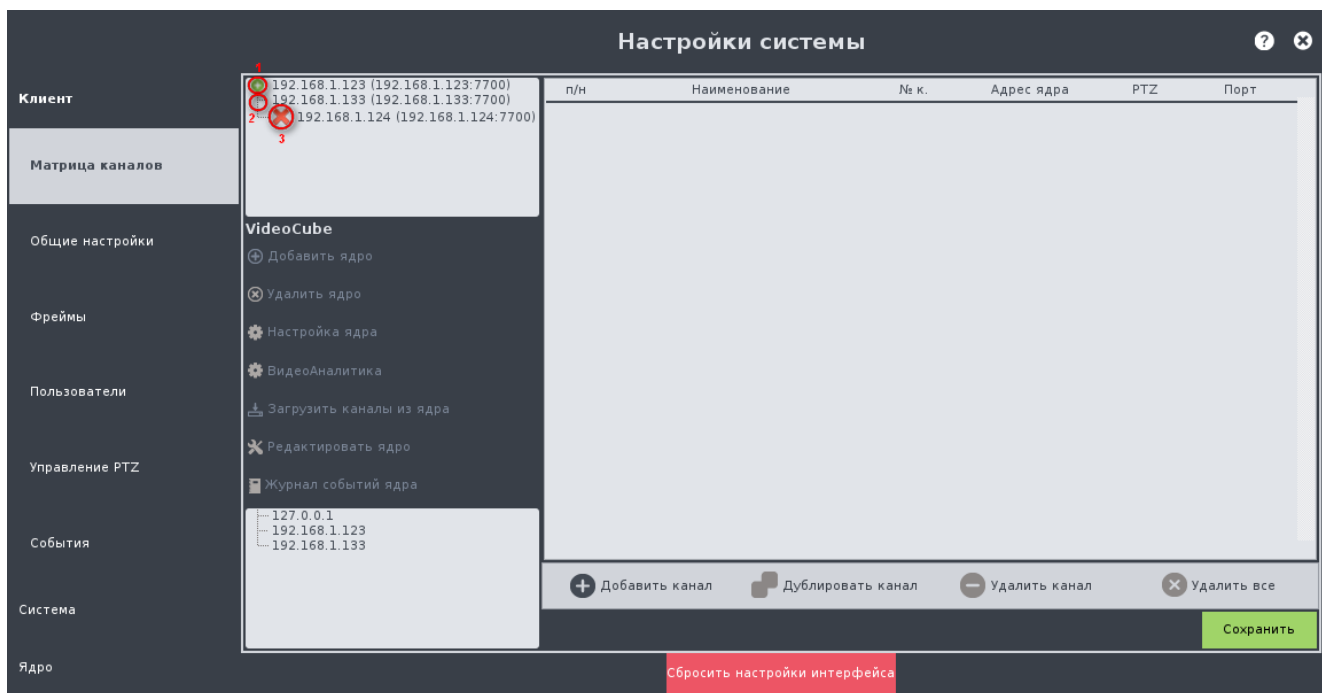 Настройки системы
?
1
Клиент
Матрица каналов
Общие настройки
Фреймы
Пользователи
Управление PTZ
События
Система
Ядро
192.168.1.123 (192.168.1.123:7700)
192.168.1.133 (192.168.1.133:7700)
2
192.168.1.124 (192.168.1.124:7700)
3
VideoCube
Добавить ядро
Удалить ядро
Настройка ядра
ВидеоАналитика
Загрузить каналы из ядра
Редактировать ядро
Журнал событий ядра
127.0.0.1
192.168.1.123
192.168.1.133
п/н Наименование № к. Адрес ядра PTZ Порт
Добавить канал Дублировать канал Удалить канал Удалить все
Сохранить
Сбросить настройки интерфейса